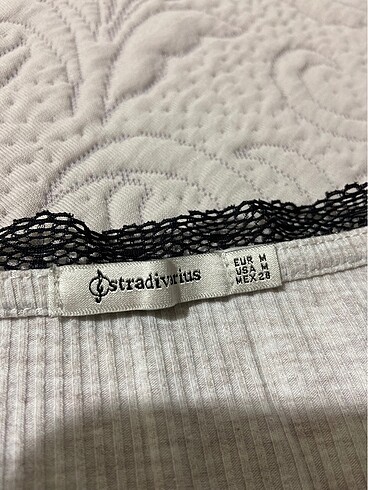 stradivarius
EUR M
USA M
MEX 28